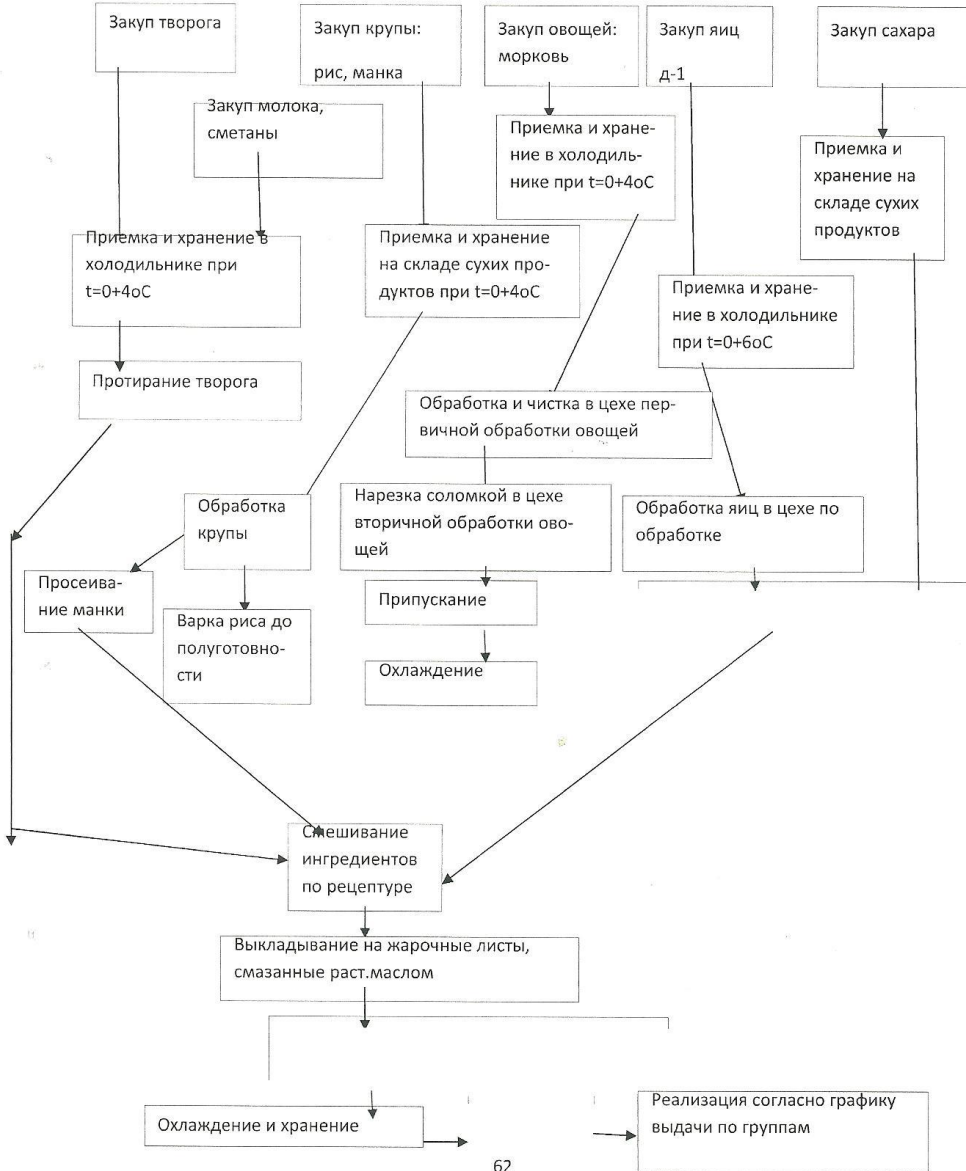 Закуп творога
Закуп крупы:
рис, манка
Закуп овощей:
морковь
Закуп яиц
д-1
Закуп сахара
Закуп молока,
сметаны
Приемка и хране-
ние в холодиль-
нике при t=0+4oC
Приемка и
хранение на
складе сухих
продуктов
Приемка и хранение в
холодильнике при
t=0+4oC
Приемка и хранение
на складе сухих про-
дуктов при t=0+4oC
Приемка и хране-
ние в холодильнике
при t=0+6oC
Протирание творога
Обработка и чистка в цехе пер-
вичной обработки овощей
Обработка
крупы
Нарезка соломкой в цехе
вторичной обработки ово-
щей
Обработка яиц в цехе по
обработке
Просеива-
ние манки
Варка риса до
полуготовно-
сти
Припускание
Охлаждение
Смешивание
ингредиентов
по рецептуре
Выкладывание на жарочные листы,
смазанные раст.маслом
Охлаждение и хранение
Реализация согласно графику
выдачи по группам
62